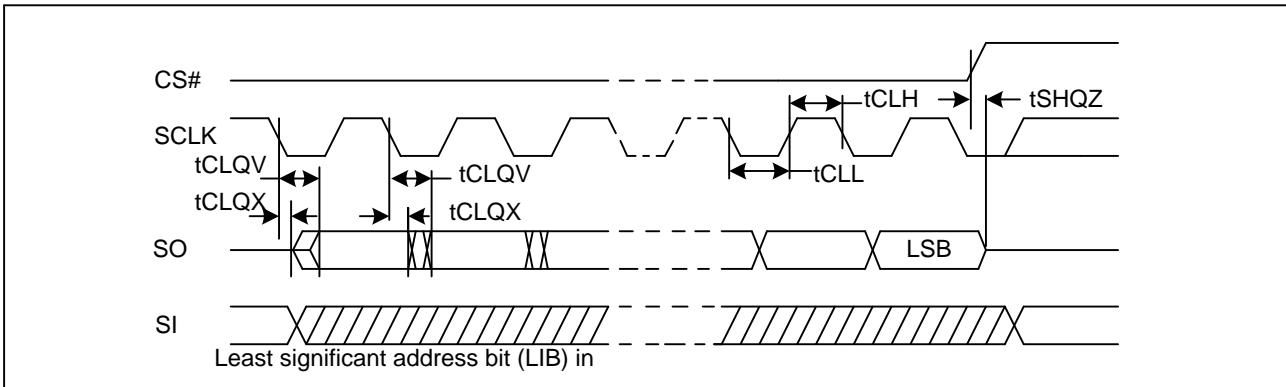 CS#
tCLH
tSHQZ
SCLK
tCLQV
tCLQV
tCLL
tCLQX
tCLQX
SO
LSB
SI
Least significant address bit (LIB) in